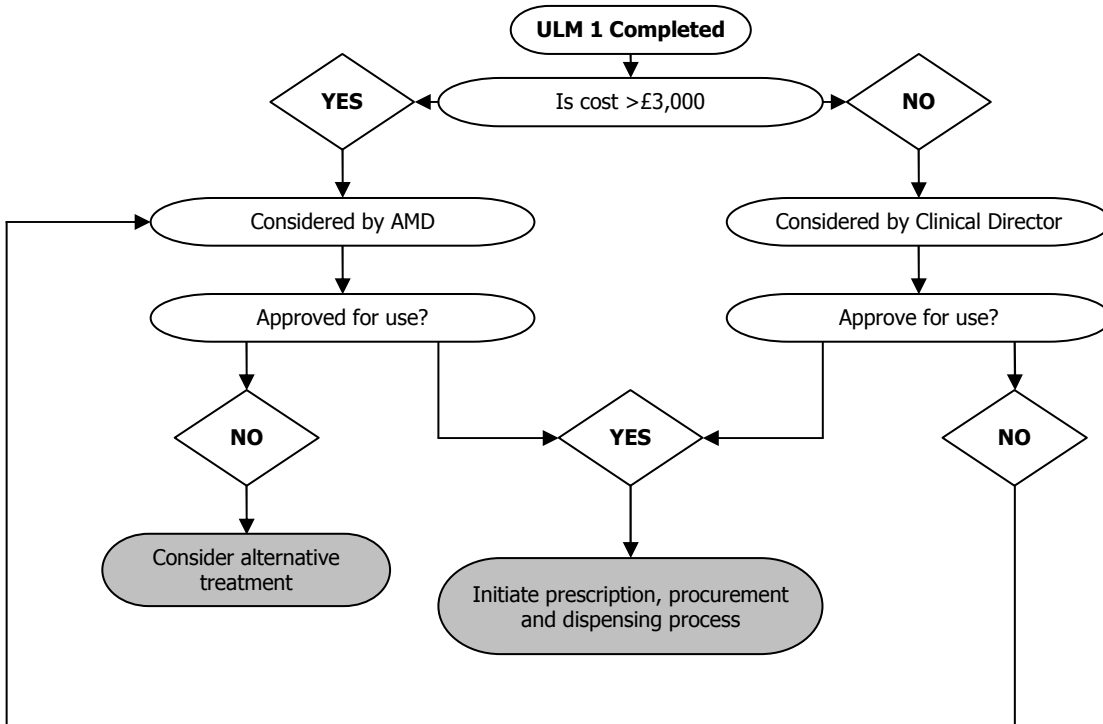 ULM 1 Completed
YES
Is cost >£3,000
NO
Considered by AMD
Considered by Clinical Director
Approved for use?
Approve for use?
NO
YES
NO
Consider alternative
treatment
Initiate prescription, procurement
and dispensing process